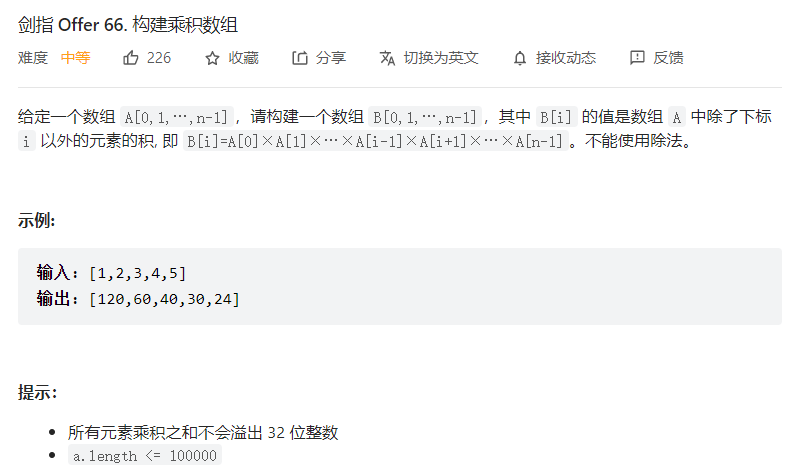 剑指 Offer 66. 构建乘积数组
难度 中等 226 收藏 分享 切换为英文 接收动态 反馈
给定一个数组 A[0,1,…,n-1]，请构建一个数组 B[0,1,…,n-1]，其中 B[i] 的值是数组 A 中除了下标
i 以外的元素的积, 即 B[i]=A[0]×A[1]×…×A[i-1]×A[i+1]×…×A[n-1]。不能使用除法。
示例:
输入: [1,2,3,4,5]
输出: [120,60,40,30,24]
提示：
• 所有元素乘积之和不会溢出 32 位整数
• a.length <= 100000